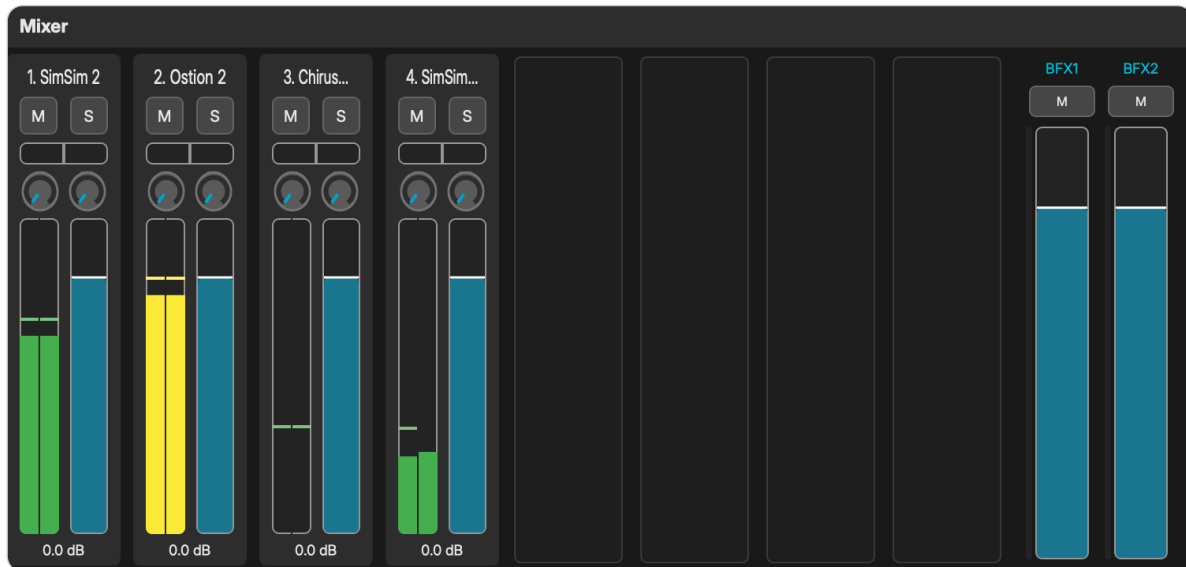 Mixer
1. SimSim 2
M S
0.0 dB
2. Ostion 2
M S
0.0 dB
3. Chirus...
M S
0.0 dB
4. SimSim...
M S
0.0 dB
BFX1
M
BFX2
M